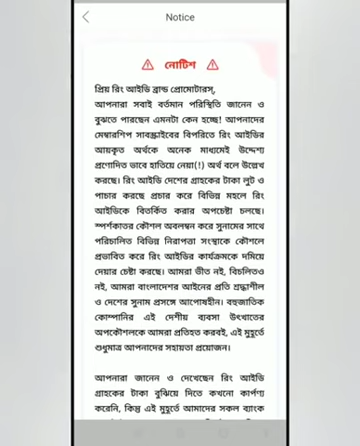 Notice
নোটিশ
প্রিয় রিং আইডি ব্রান্ড প্রোমোটারস,
আপনারা সবাই বর্তমান পরিস্থিতি জানেন ও
বুঝতে পারছেন এমনটা কেন হচ্ছে! আপনাদের
মেম্বারশিপ সাবস্ক্রাইবের বিপরিতে রিং আইডির
আয়কৃত অর্থকে অনেক মাধ্যমেই উদ্দেশ্য
প্রণোদিত ভাবে হাতিয়ে নেয়া(!) অর্থ বলে উল্লেখ
করছে। রিং আইডি দেশের গ্রাহকের টাকা লুট ও
পাচার করছে প্রচার করে বিভিন্ন মহলে রিং
আইডিকে বিতর্কিত করার অপচেষ্টা চলছে।
স্পর্শকাতর কৌশল অবলম্বন করে সুনামের সাথে
পরিচালিত বিভিন্ন নিরাপত্তা সংস্থাকে কৌশলে
প্রভাবিত করে রিং আইডির কার্যক্রমকে দমিয়ে
দেয়ার চেষ্টা করছে। আমরা ভীত নই, বিচলিতও
নই, আমরা বাংলাদেশর আইনের প্রতি শ্রদ্ধাশীল
ও দেশের সুনাম প্রসঙ্গে আপোষহীন। বহুজাতিক
কোম্পানির এই দেশীয় ব্যবসা উৎখাতের
অপকৌশলকে আমরা প্রতিহত করবই, এই মুহূর্তে
শুধুমাত্র আপনাদের সহায়তা প্রয়োজন।
আপনারা জানেন ও দেখেছেন রিং আইডি
গ্রাহকের টাকা বুঝিয়ে দিতে কখনো কার্পণ্য
করেনি, কিন্তু এই মুহূর্তে আমাদের সকল ব্যাংক